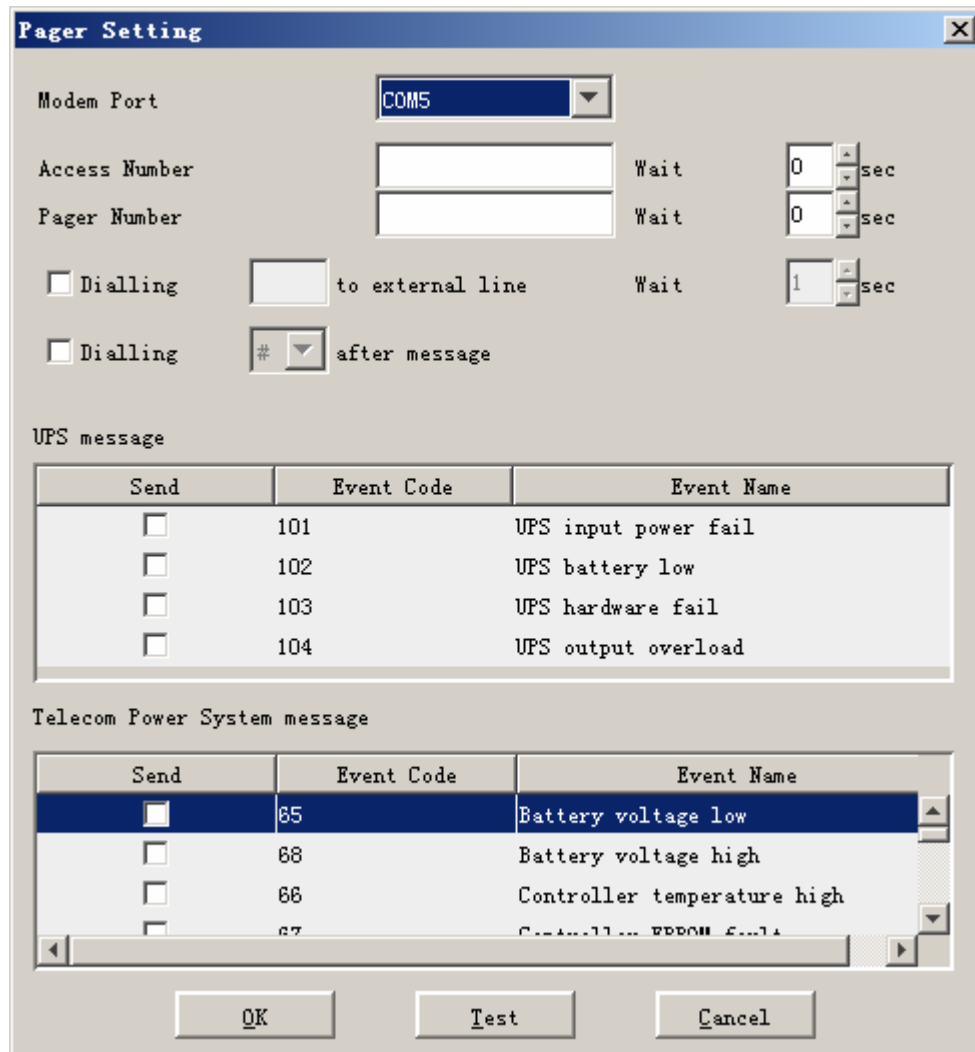 Pager Setting
Modem Port COM5
Access Number Wait 0 sec
Pager Number Wait 0 sec
Dialling to external line Wait 1 sec
Dialling # after message
UPS message
Send Event Code Event Name
101 UPS input power fail
102 UPS battery low
103 UPS hardware fail
104 UPS output overload
Telecom Power System message
Send Event Code Event Name
65 Battery voltage low
68 Battery voltage high
66 Controller temperature high
67 Controller
OK Test Cancel